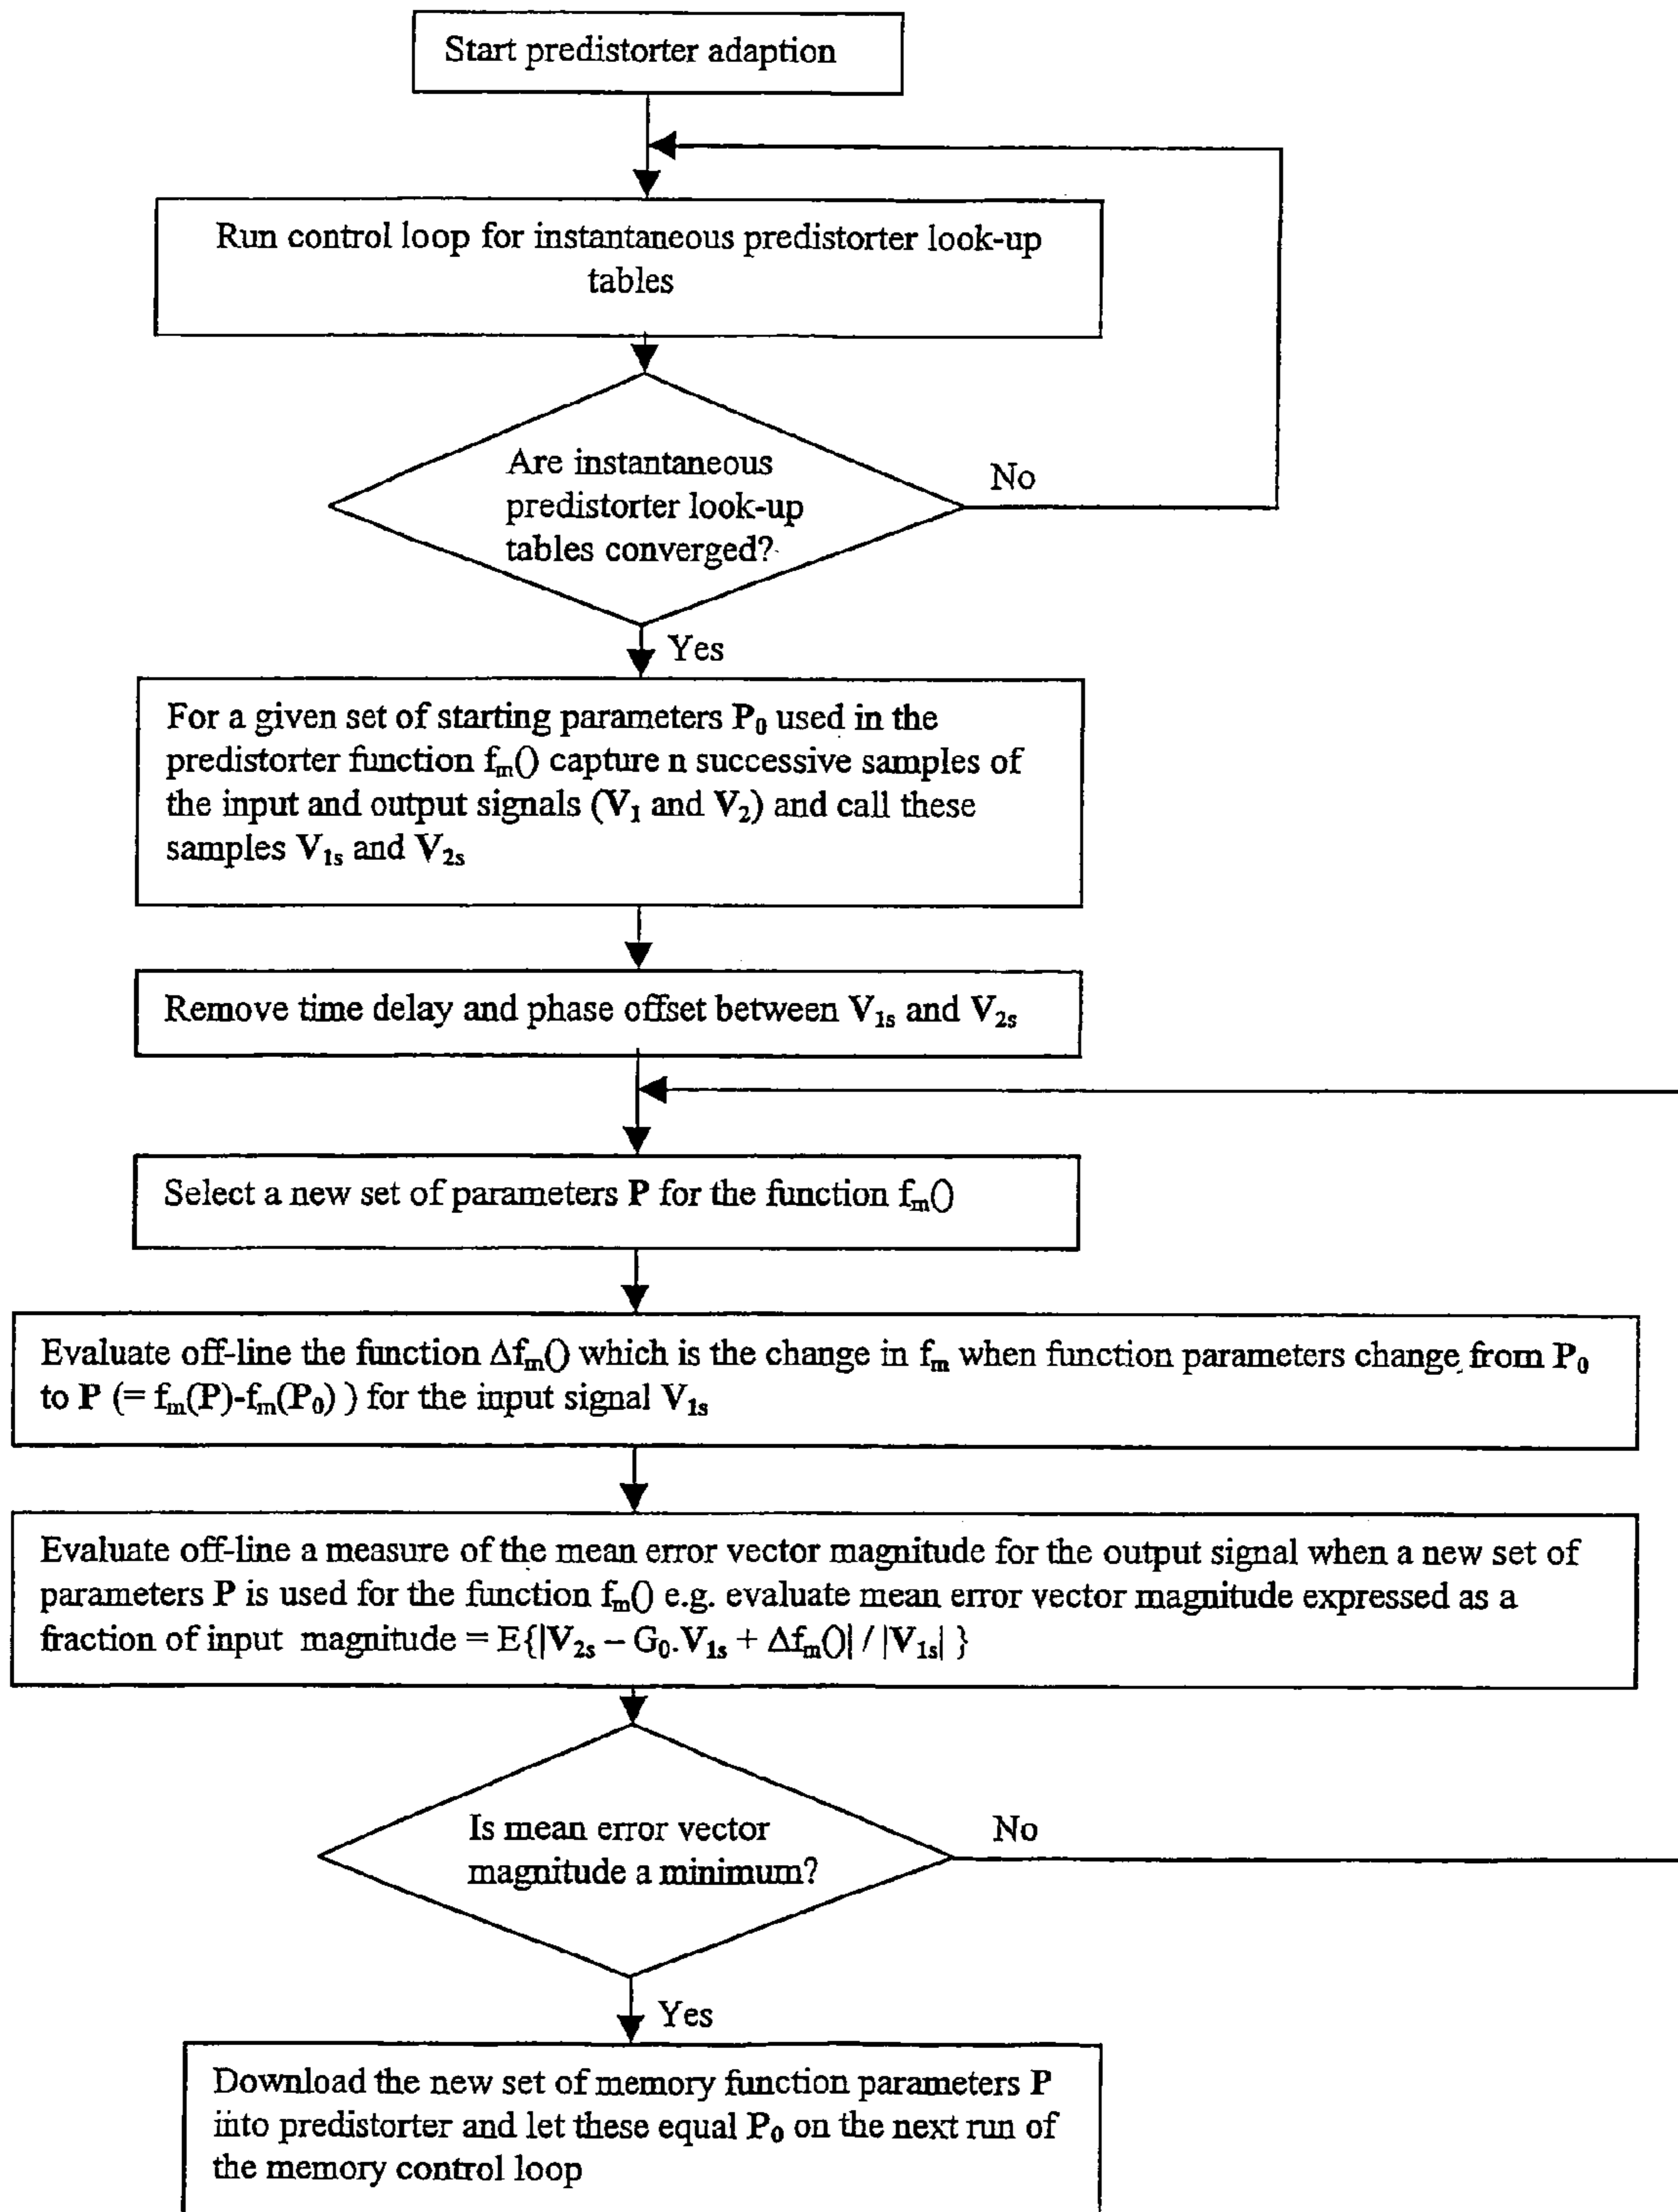 Start predistorter adaption
Run control loop for instantaneous predistorter look-up
tables
Are instantaneous
predistorter look-up
tables converged?
No
Yes
For a given set of starting parameters P₀ used in the
predistorter function fₘ() capture n successive samples of
the input and output signals (V₁ and V₂) and call these
samples V₁ₛ and V₂ₛ
Remove time delay and phase offset between V₁ₛ and V₂ₛ
Select a new set of parameters P for the function fₘ()
Evaluate off-line the function Δfₘ() which is the change in fₘ when function parameters change from P₀
to P (= fₘ(P)-fₘ(P₀) ) for the input signal V₁ₛ
Evaluate off-line a measure of the mean error vector magnitude for the output signal when a new set of
parameters P is used for the function fₘ() e.g. evaluate mean error vector magnitude expressed as a
fraction of input magnitude = E{|V₂ₛ – G₀.V₁ₛ + Δfₘ()| / |V₁ₛ| }
Is mean error vector
magnitude a minimum?
No
Yes
Download the new set of memory function parameters P
into predistorter and let these equal P₀ on the next run of
the memory control loop